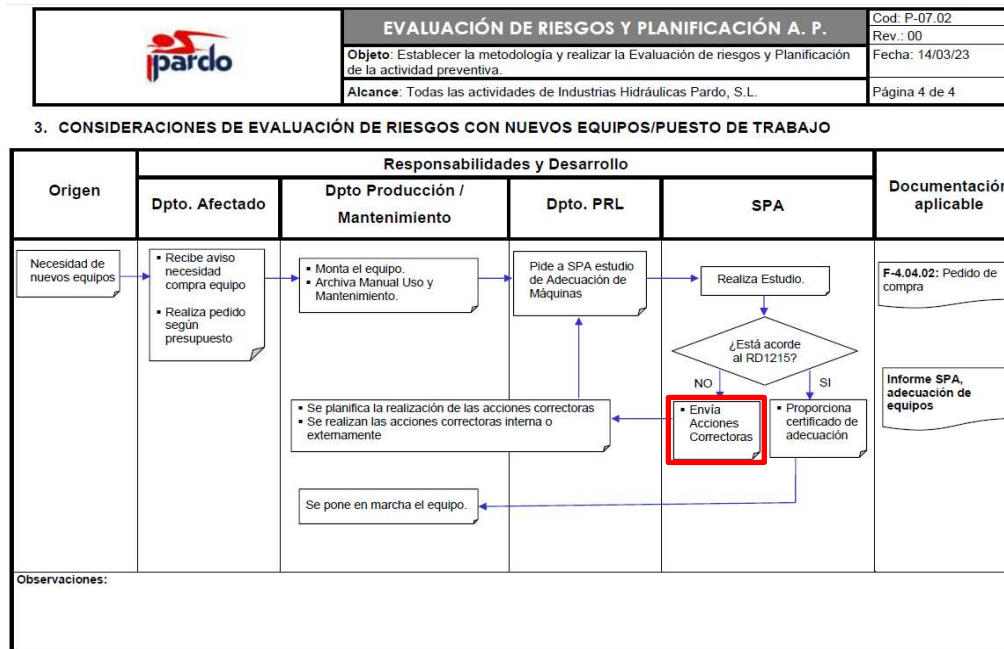 pardo
EVALUACIÓN DE RIESGOS Y PLANIFICACIÓN A. P.
Cod: P-07.02
Rev.: 00
Objeto: Establecer la metodología y realizar la Evaluación de riesgos y Planificación
de la actividad preventiva.
Fecha: 14/03/23
Alcance: Todas las actividades de Industrias Hidráulicas Pardo, S.L.
Página 4 de 4
3. CONSIDERACIONES DE EVALUACIÓN DE RIESGOS CON NUEVOS EQUIPOS/PUESTO DE TRABAJO
Origen
Responsabilidades y Desarrollo
Documentación
aplicable
Dpto. Afectado
Dpto Producción /
Mantenimiento
Dpto. PRL
SPA
Necesidad de
nuevos equipos
▪ Recibe aviso
necesidad
compra equipo
▪ Realiza pedido
según
presupuesto
▪ Monta el equipo.
▪ Archiva Manual Uso y
Mantenimiento.
Pide a SPA estudio
de Adecuación de
Máquinas
Realiza Estudio.
F-4.04.02: Pedido de
compra
¿Está acorde
al RD1215?
NO
SI
▪ Se planifica la realización de las acciones correctoras
▪ Se realizan las acciones correctoras interna o
externamente
▪ Envía
Acciones
Correctoras
▪ Proporciona
certificado de
adecuación
Informe SPA,
adecuación de
equipos
Se pone en marcha el equipo.
Observaciones: